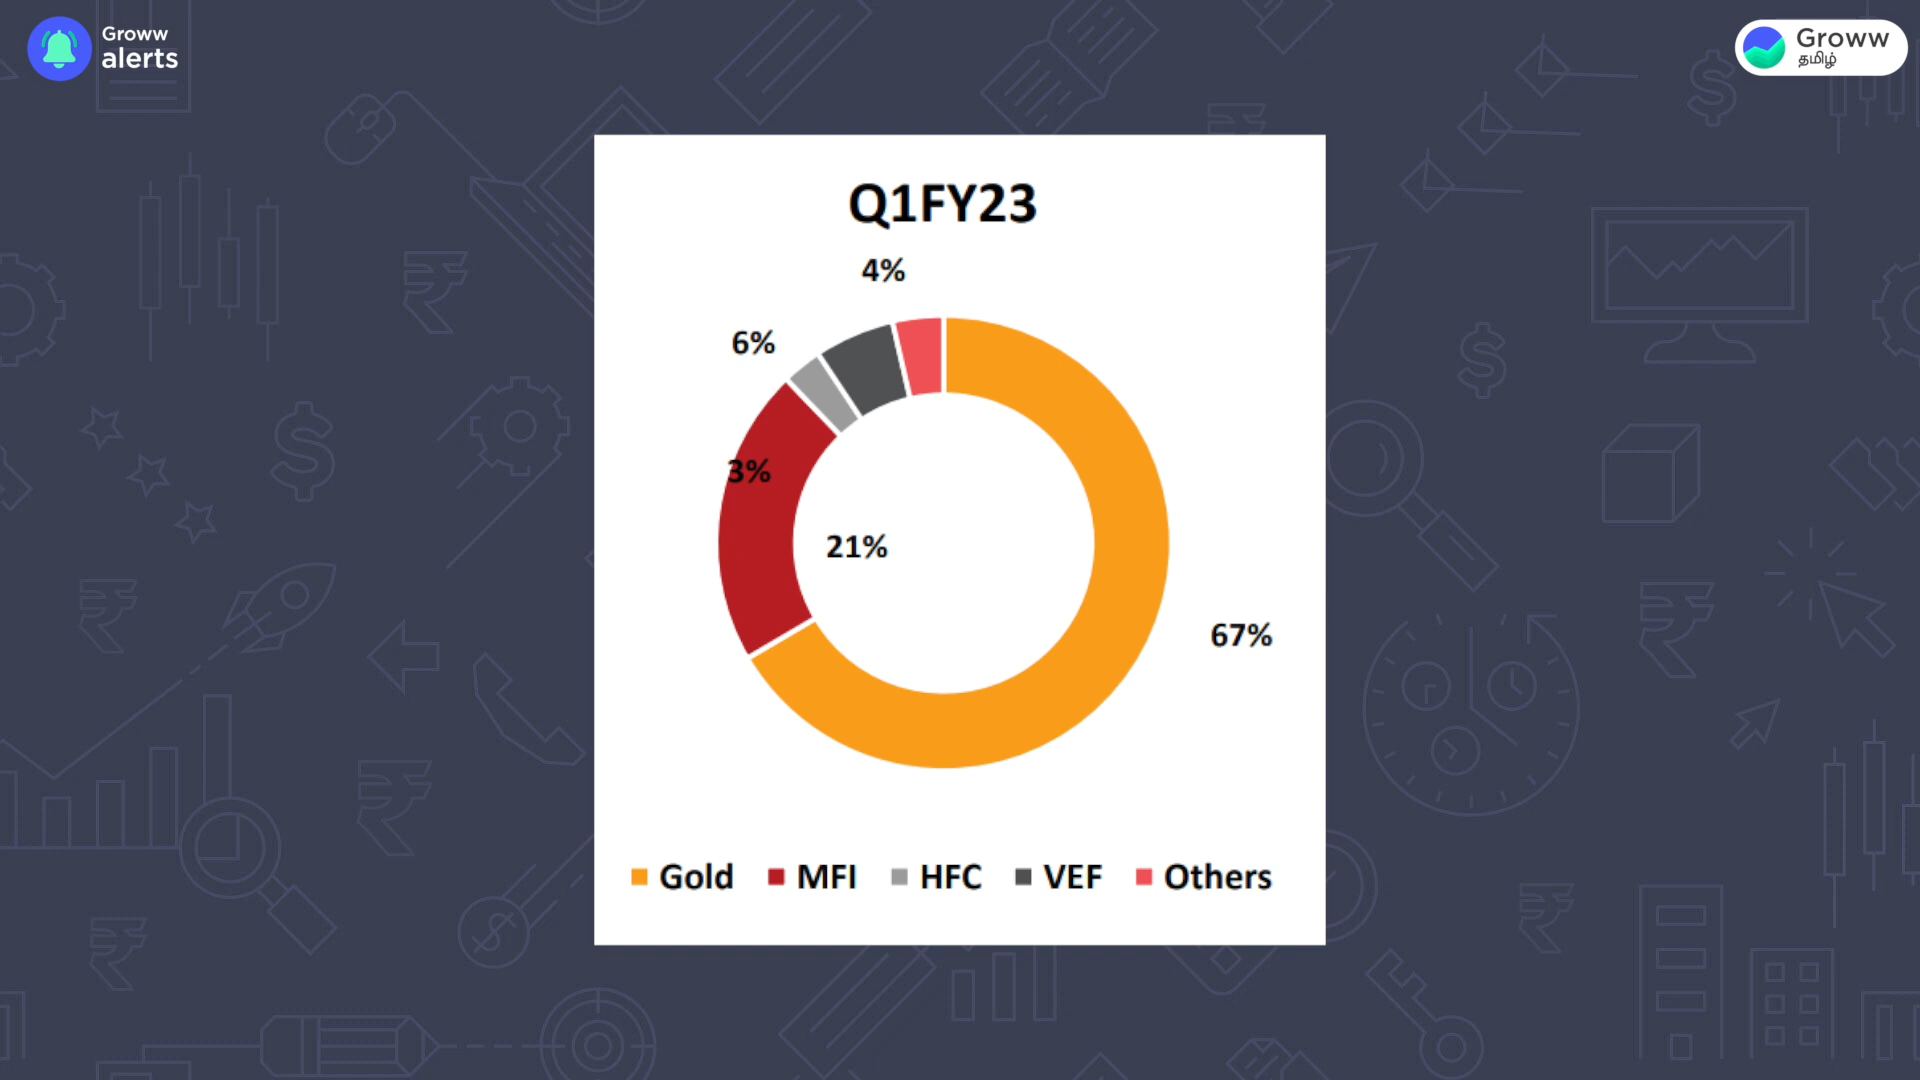 Groww
alerts
Groww
தமிழ்
Q1FY23
4%
6%
3%
21%
67%
Gold MFI HFC VEF Others